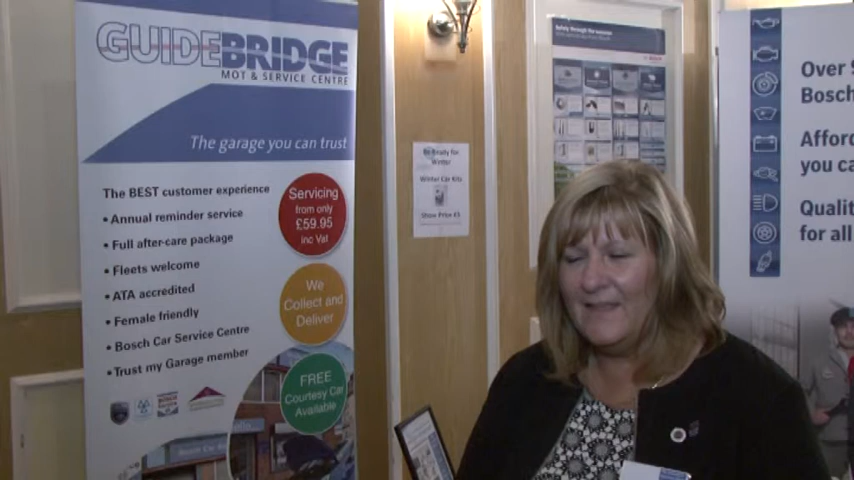 GUIDEBRIDGE
MOT & SERVICE CENTRE
The garage you can trust
The BEST customer experience
• Annual reminder service
• Full after-care package
• Fleets welcome
• ATA accredited
• Female friendly
• Bosch Car Service Centre
• Trust my Garage member
Servicing
from only
£59.95
inc Vat
We
Collect and
Deliver
FREE
Courtesy Car
Available
Be Ready for
Winter
Winter Car Kits
Show Price £5
Over
Bosch
Afford
you ca
Qualit
for all